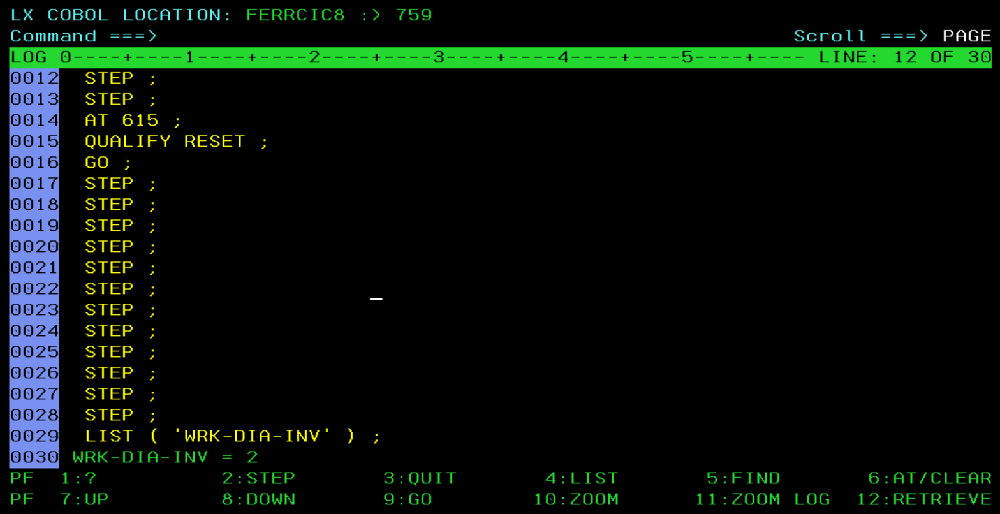 LX COBOL LOCATION: FERRCIC8 :> 759
Command ===> Scroll ===> PAGE
LOG 0----+----1----+----2----+----3----+----4----+----5----+---- LINE: 12 OF 30
0012 STEP ;
0013 STEP ;
0014 AT 615 ;
0015 QUALIFY RESET ;
0016 GO ;
0017 STEP ;
0018 STEP ;
0019 STEP ;
0020 STEP ;
0021 STEP ;
0022 STEP ;
0023 STEP ;
0024 STEP ;
0025 STEP ;
0026 STEP ;
0027 STEP ;
0028 STEP ;
0029 LIST ( 'WRK-DIA-INV' ) ;
0030 WRK-DIA-INV = 2
PF 1:? 2:STEP 3:QUIT 4:LIST 5:FIND 6:AT/CLEAR
PF 7:UP 8:DOWN 9:GO 10:ZOOM 11:ZOOM LOG 12:RETRIEVE